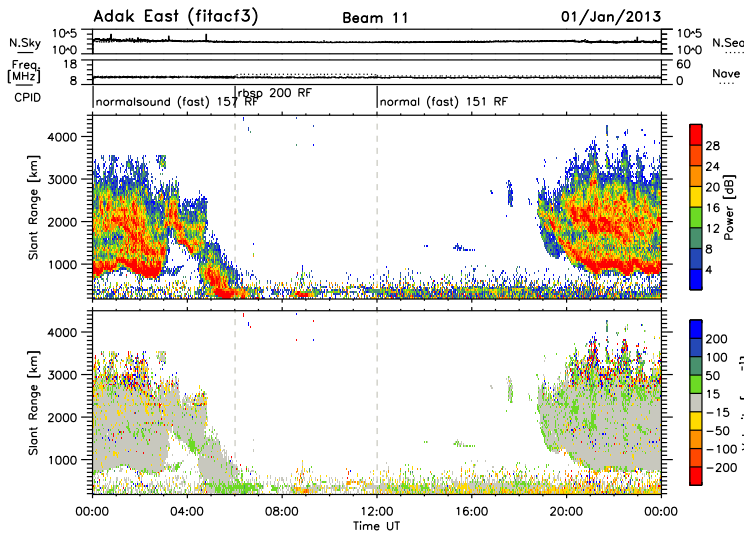 Adak East (fitacf3) Beam 11 01/Jan/2013
N.Sky 10^5 10^0 10^5 10^0 N.Sea
Freq. [MHz] 18 8 60 0 Nave
CPID normalsound (fast) 157 RF rbsp 200 RF normal (fast) 151 RF
Slant Range [km] 4000 3000 2000 1000
28 24 20 16 12 8 4 Power [dB]
Slant Range [km] 4000 3000 2000 1000
200 100 50 15 -15 -50 -100 -200
00:00 04:00 08:00 12:00 16:00 20:00 00:00
Time UT